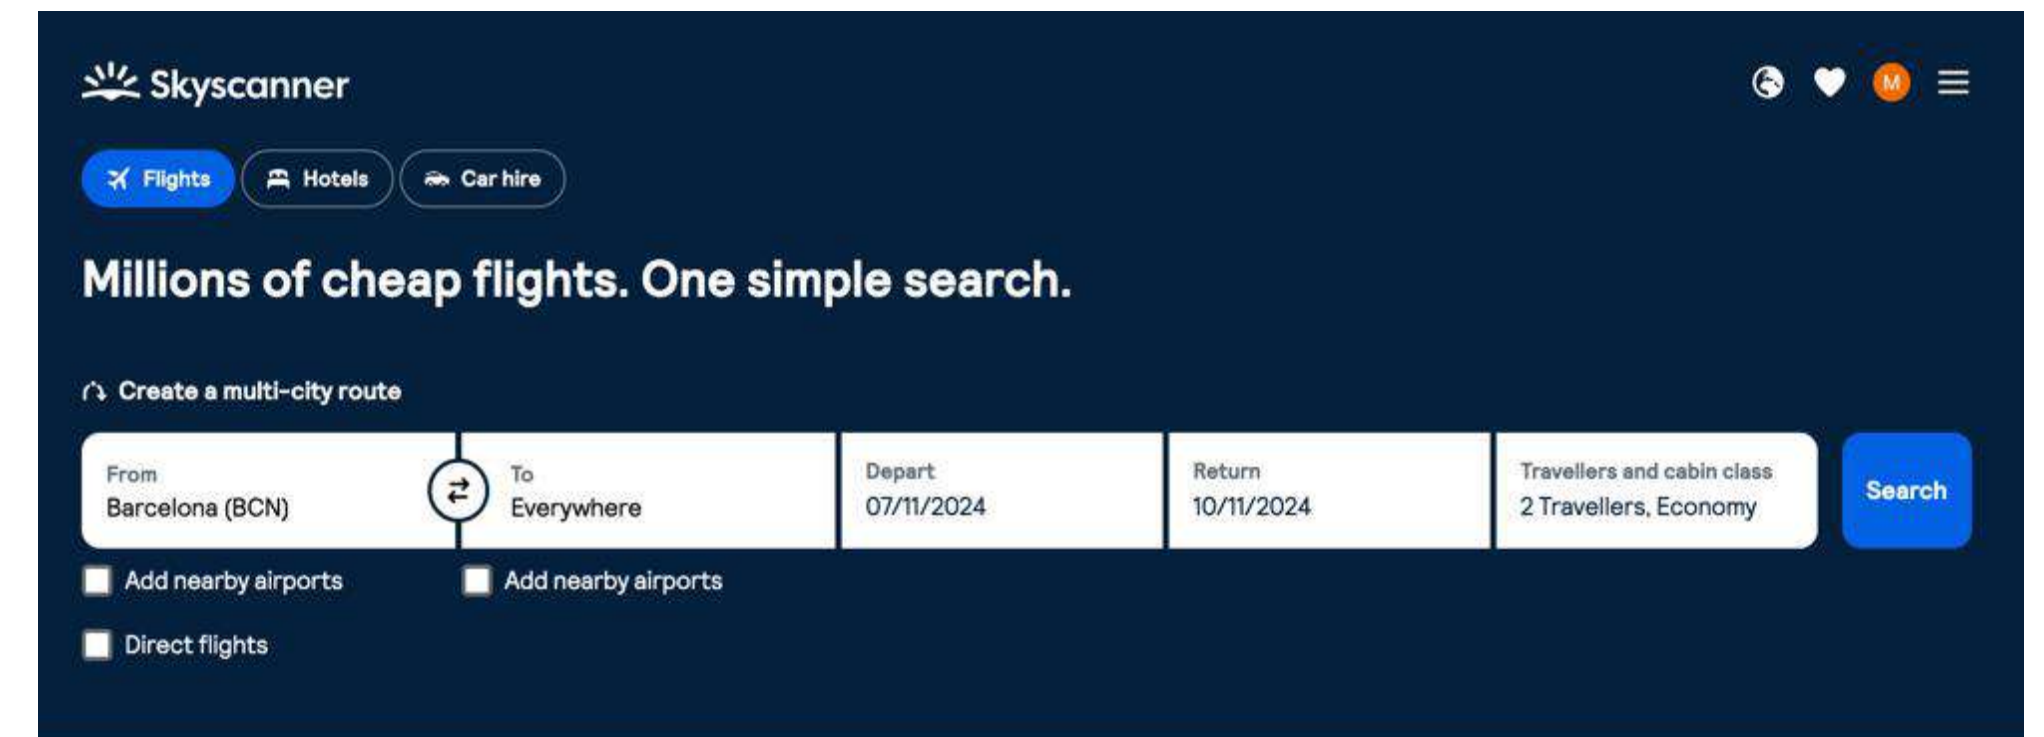 Skyscanner
M
Flights Hotels Car hire
Millions of cheap flights. One simple search.
Create a multi-city route
From
Barcelona (BCN)
To
Everywhere
Depart
07/11/2024
Return
10/11/2024
Travellers and cabin class
2 Travellers, Economy
Search
Add nearby airports
Add nearby airports
Direct flights